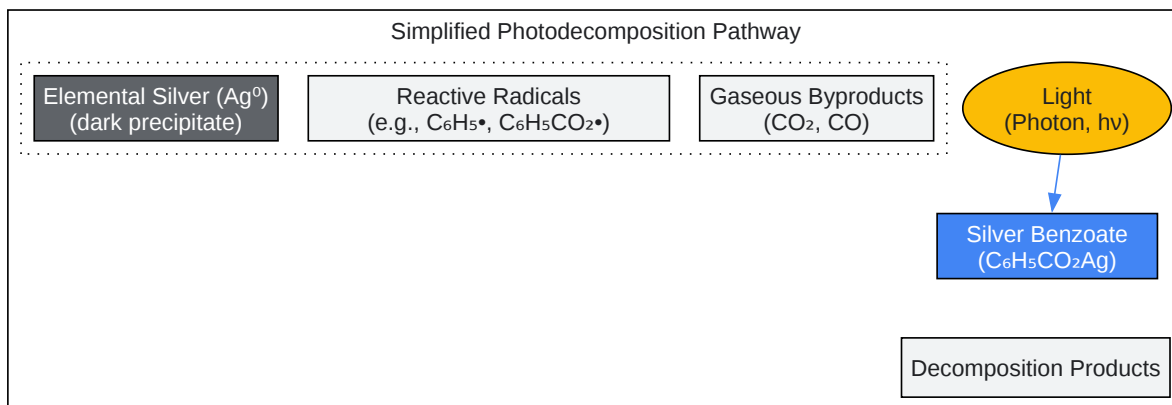 Simplified Photodecomposition Pathway
Elemental Silver (Ag⁰)
(dark precipitate)
Reactive Radicals
(e.g., C₆H₅•, C₆H₅CO₂•)
Gaseous Byproducts
(CO₂, CO)
Light
(Photon, hν)
Silver Benzoate
(C₆H₅CO₂Ag)
Decomposition Products